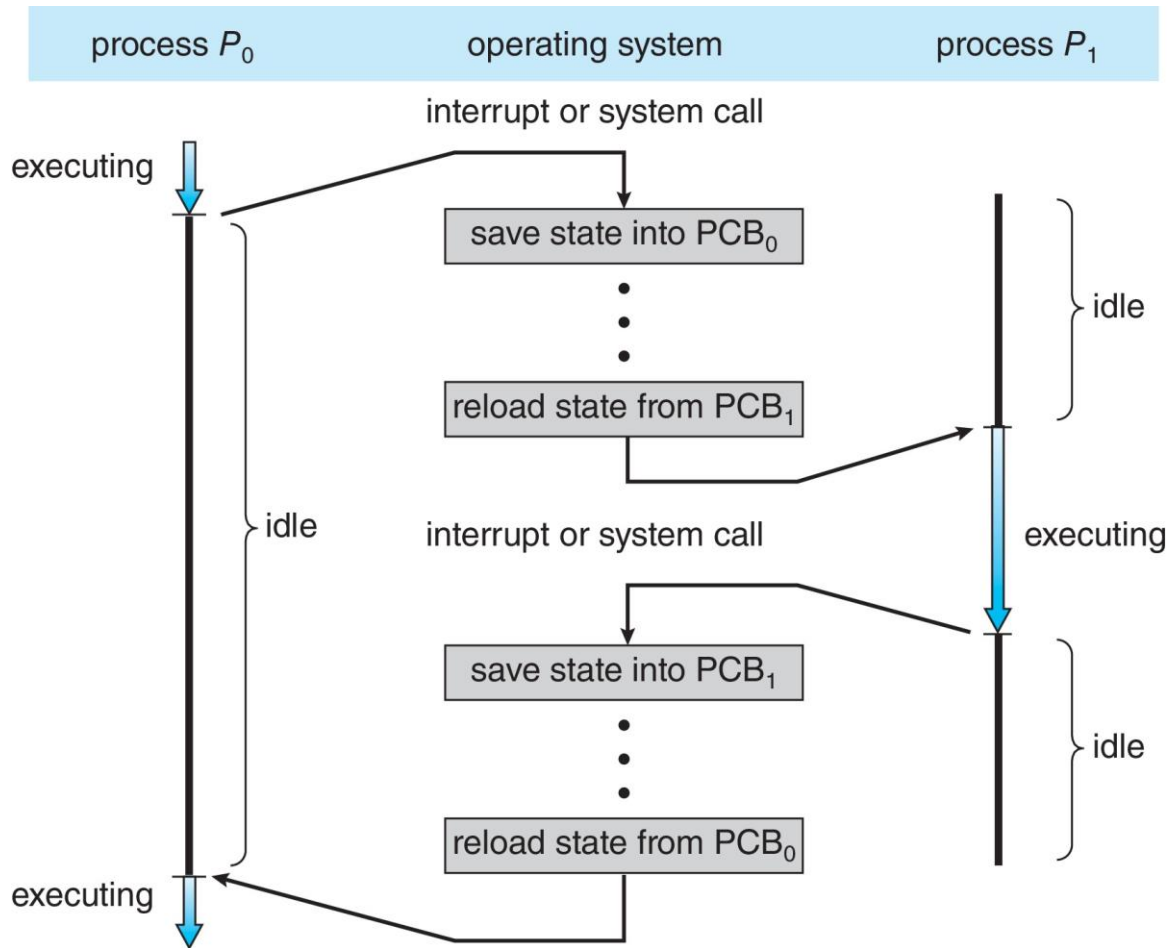 process P₀ operating system process P₁
interrupt or system call
executing
save state into PCB₀
idle
reload state from PCB₁
idle
interrupt or system call
executing
save state into PCB₁
idle
reload state from PCB₀
executing